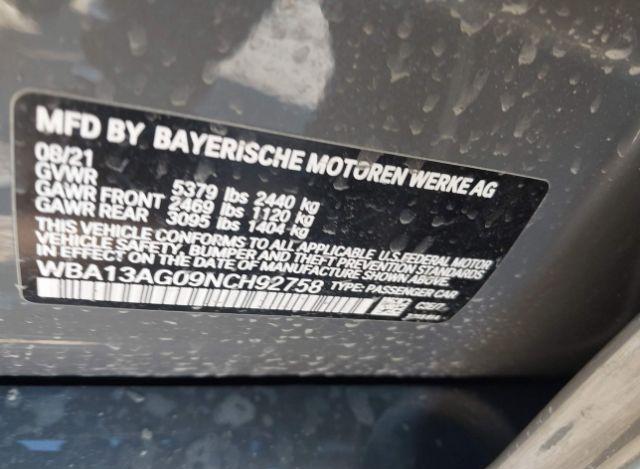 MFD BY BAYERISCHE MOTOREN WERKE AG
08/21
GVWR 5379 lbs 2440 kg
GAWR FRONT 2469 lbs 1120 kg
GAWR REAR 3095 lbs 1404 kg
THIS VEHICLE CONFORMS TO ALL APPLICABLE U.S. FEDERAL MOTOR
VEHICLE SAFETY, BUMPER AND THEFT PREVENTION STANDARDS
IN EFFECT ON THE DATE OF MANUFACTURE
WBA13AG09NCH92758 TYPE: PASSENGER CAR